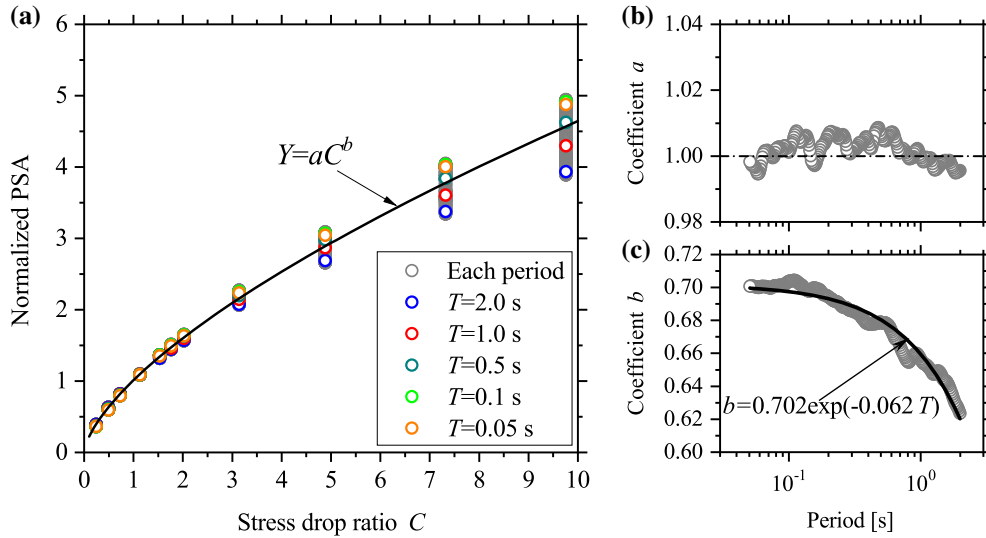 (a)
6
5
4
3
2
1
0
Normalized PSA
Y=aC^b
Each period
T=2.0 s
T=1.0 s
T=0.5 s
T=0.1 s
T=0.05 s
0 1 2 3 4 5 6 7 8 9 10
Stress drop ratio C
(b)
1.04
1.02
1.00
0.98
Coefficient a
(c)
0.72
0.70
0.68
0.66
0.64
0.62
0.60
Coefficient b
b=0.702exp(-0.062 T)
10^-1 10^0
Period [s]